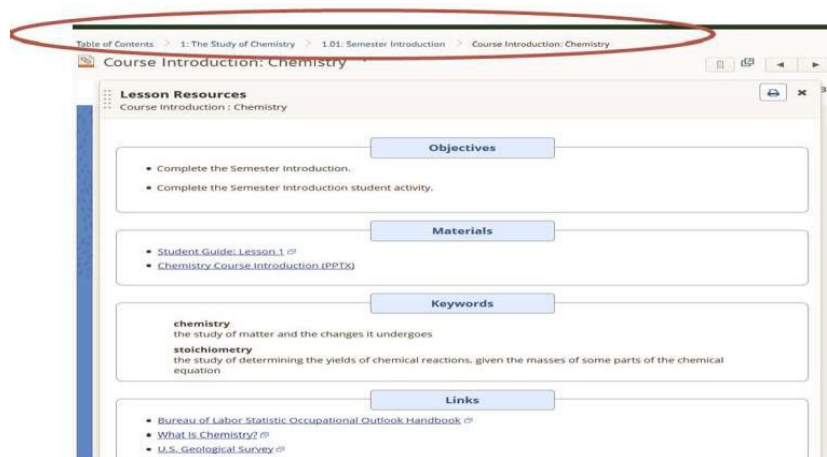 Table of Contents > 1: The Study of Chemistry > 1.01: Semester Introduction > Course Introduction: Chemistry
Course Introduction: Chemistry
Lesson Resources
Course Introduction : Chemistry
Objectives
• Complete the Semester Introduction.
• Complete the Semester Introduction student activity.
Materials
• Student Guide: Lesson 1
• Chemistry Course Introduction (PPTX)
Keywords
chemistry
the study of matter and the changes it undergoes
stoichiometry
the study of determining the yields of chemical reactions, given the masses of some parts of the chemical
equation
Links
• Bureau of Labor Statistic Occupational Outlook Handbook
• What Is Chemistry?
• U.S. Geological Survey